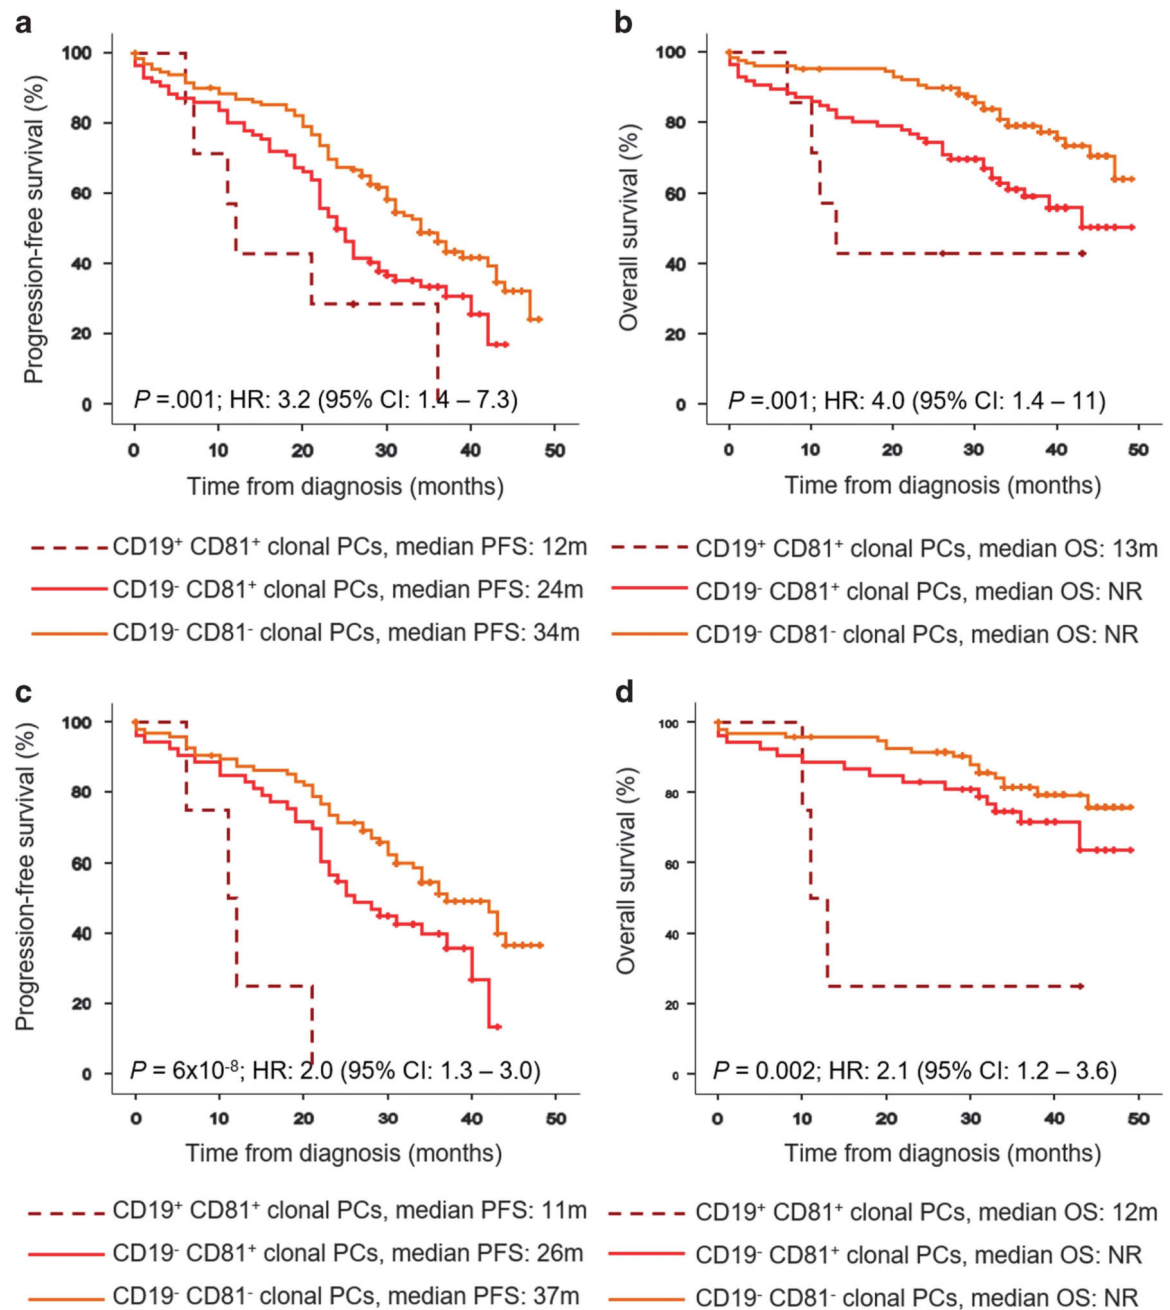 a
Progression-free survival (%)
100
80
60
40
20
0
P =.001; HR: 3.2 (95% CI: 1.4 – 7.3)
0 10 20 30 40 50
Time from diagnosis (months)
CD19⁺ CD81⁺ clonal PCs, median PFS: 12m
CD19⁻ CD81⁺ clonal PCs, median PFS: 24m
CD19⁻ CD81⁻ clonal PCs, median PFS: 34m
b
Overall survival (%)
100
80
60
40
20
0
P =.001; HR: 4.0 (95% CI: 1.4 – 11)
0 10 20 30 40 50
Time from diagnosis (months)
CD19⁺ CD81⁺ clonal PCs, median OS: 13m
CD19⁻ CD81⁺ clonal PCs, median OS: NR
CD19⁻ CD81⁻ clonal PCs, median OS: NR
c
Progression-free survival (%)
100
80
60
40
20
0
P = 6x10⁻⁸; HR: 2.0 (95% CI: 1.3 – 3.0)
0 10 20 30 40 50
Time from diagnosis (months)
CD19⁺ CD81⁺ clonal PCs, median PFS: 11m
CD19⁻ CD81⁺ clonal PCs, median PFS: 26m
CD19⁻ CD81⁻ clonal PCs, median PFS: 37m
d
Overall survival (%)
100
80
60
40
20
0
P = 0.002; HR: 2.1 (95% CI: 1.2 – 3.6)
0 10 20 30 40 50
Time from diagnosis (months)
CD19⁺ CD81⁺ clonal PCs, median OS: 12m
CD19⁻ CD81⁺ clonal PCs, median OS: NR
CD19⁻ CD81⁻ clonal PCs, median OS: NR